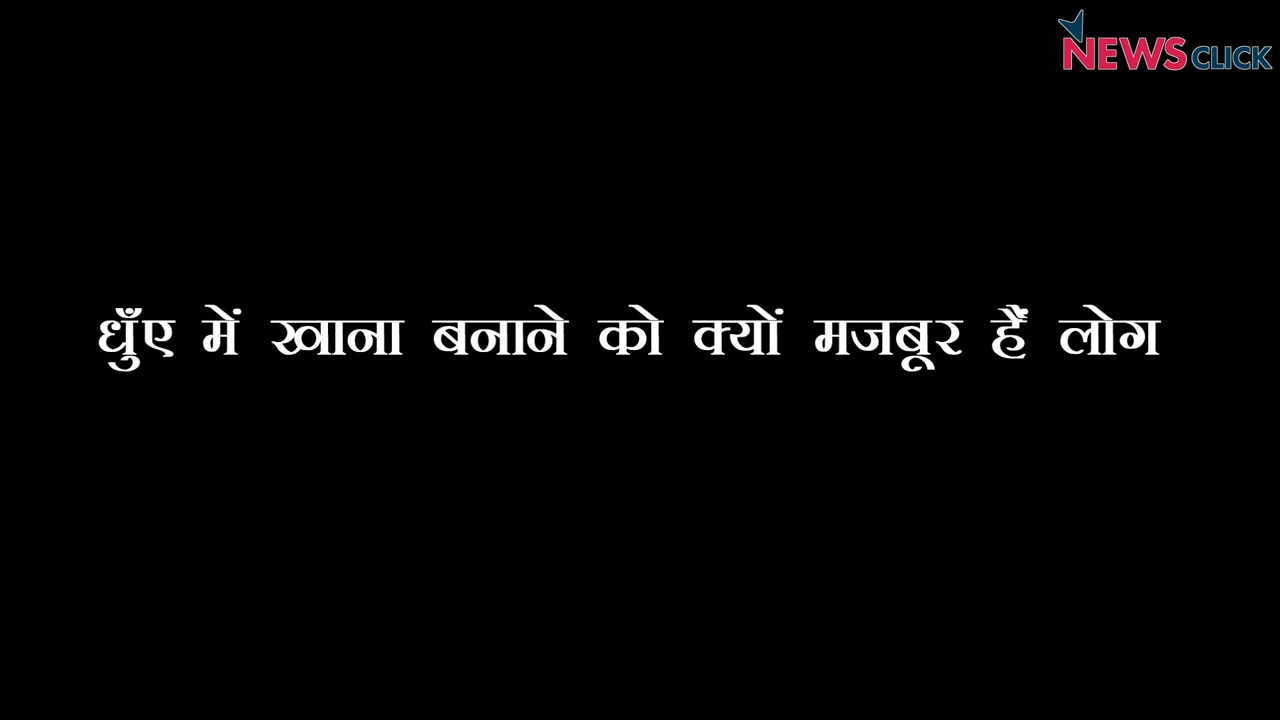 NEWSCLICK
धुँए में खाना बनाने को क्यों मजबूर हैं लोग